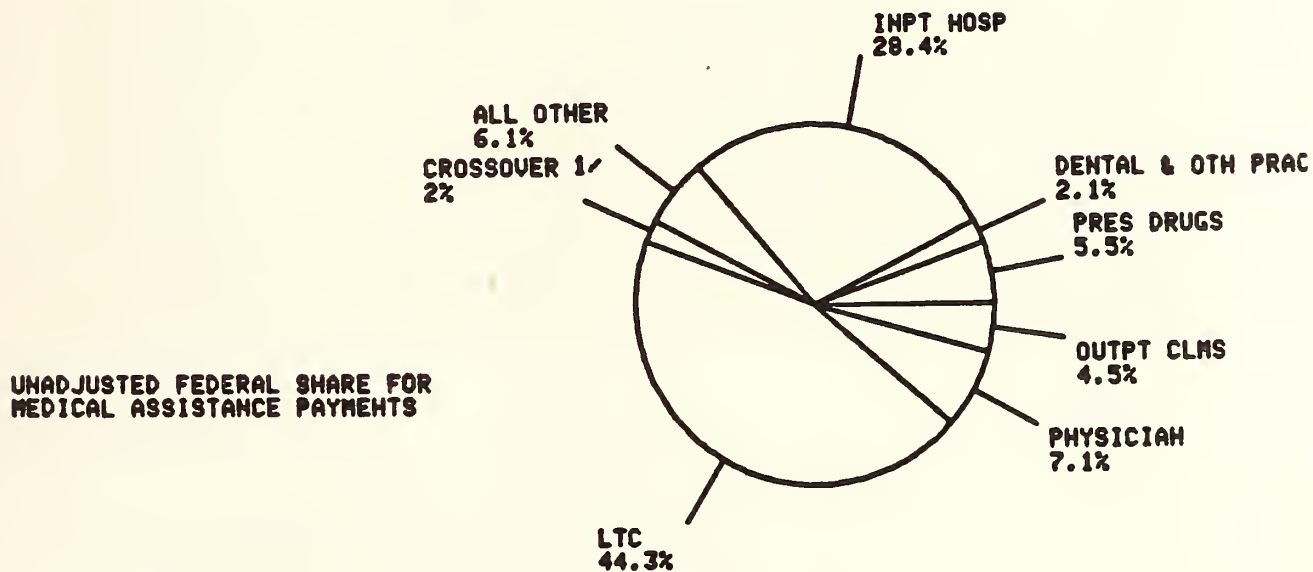 INPT HOSP
28.4%
ALL OTHER
6.1%
CROSSOVER 1/
2%
DENTAL & OTH PRAC
2.1%
PRES DRUGS
5.5%
OUTPT CLMS
4.5%
UNADJUSTED FEDERAL SHARE FOR
MEDICAL ASSISTANCE PAYMENTS
PHYSICIAN
7.1%
LTC
44.3%